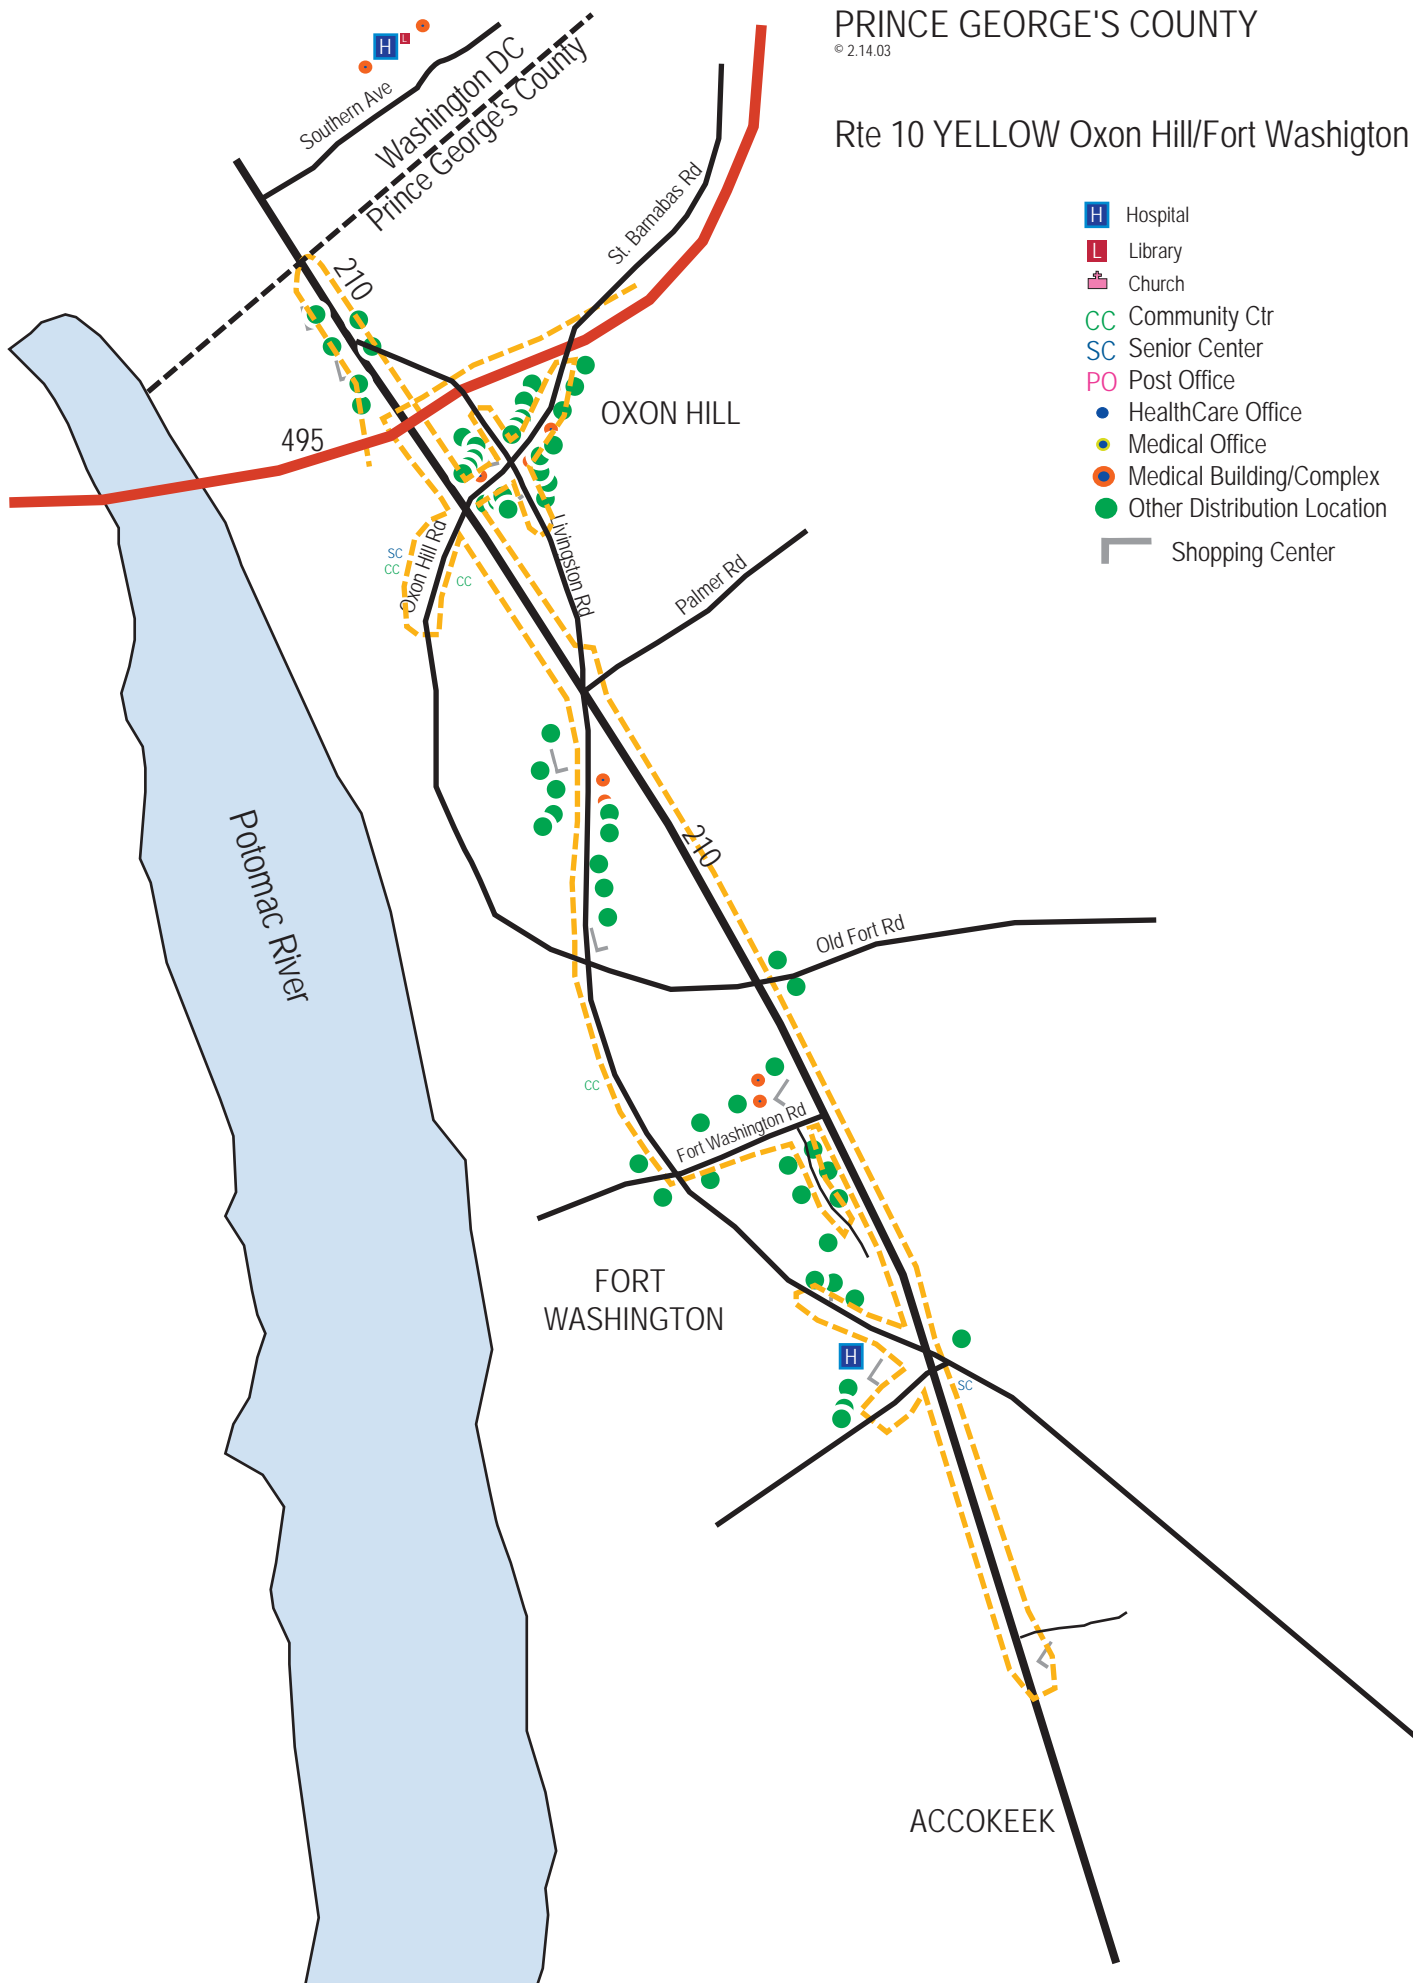 PRINCE GEORGE'S COUNTY
© 2.14.03
Rte 10 YELLOW Oxon Hill/Fort Washigton
H Hospital
L Library
Church
CC Community Ctr
SC Senior Center
PO Post Office
HealthCare Office
Medical Office
Medical Building/Complex
Other Distribution Location
Shopping Center
H
L
Southern Ave
Washington DC
Prince George's County
210
St. Barnabas Rd
OXON HILL
495
SC
CC
Oxon Hill Rd
CC
Livingston Rd
Palmer Rd
Potomac River
210
Old Fort Rd
CC
Fort Washington Rd
FORT
WASHINGTON
H
SC
ACCOKEEK